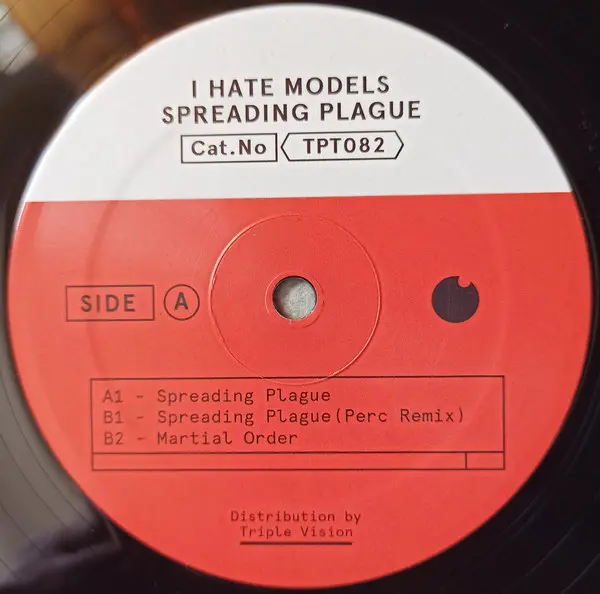 I HATE MODELS
SPREADING PLAGUE
Cat.No TPT082
SIDE A
A1 - Spreading Plague
B1 - Spreading Plague(Perc Remix)
B2 - Martial Order
Distribution by
Triple Vision